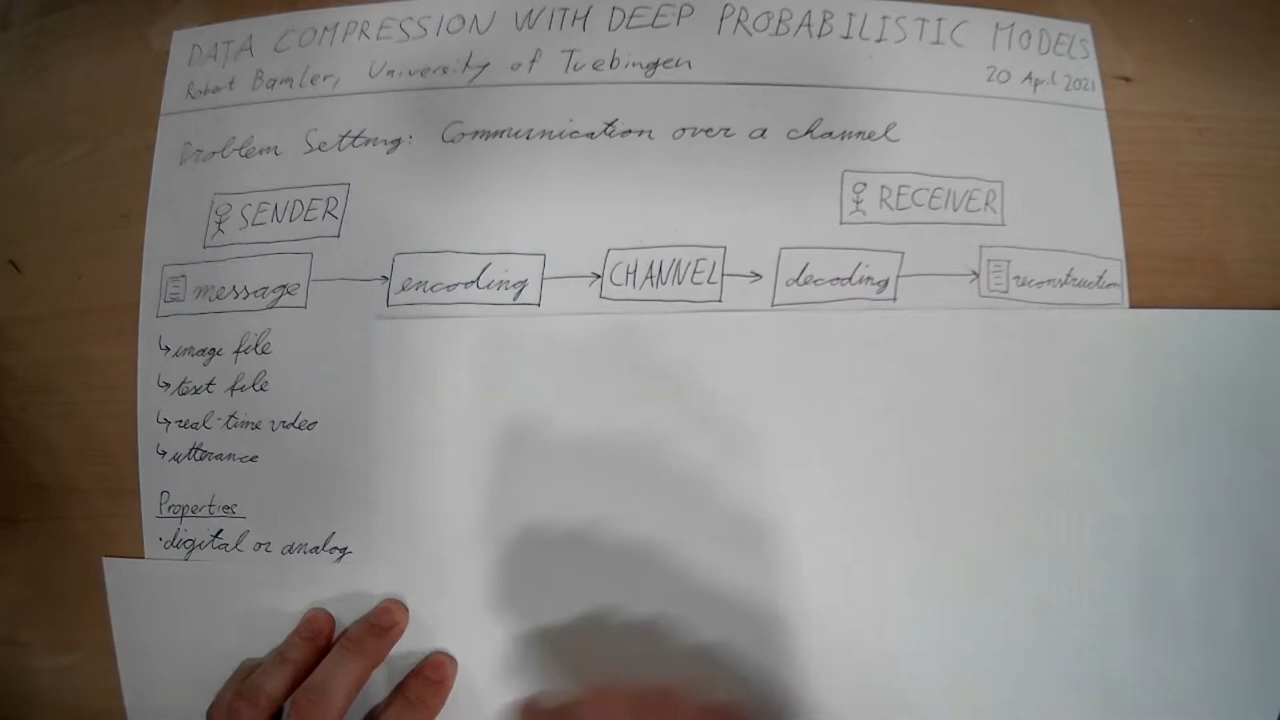 DATA COMPRESSION WITH DEEP PROBABILISTIC MODELS
Robert Bamler, University of Tuebingen
20 April 2021
Problem Setting: Communication over a channel
SENDER
RECEIVER
message
encoding
CHANNEL
decoding
reconstruction
↳ image file
↳ text file
↳ real-time video
↳ utterance
Properties
· digital or analog